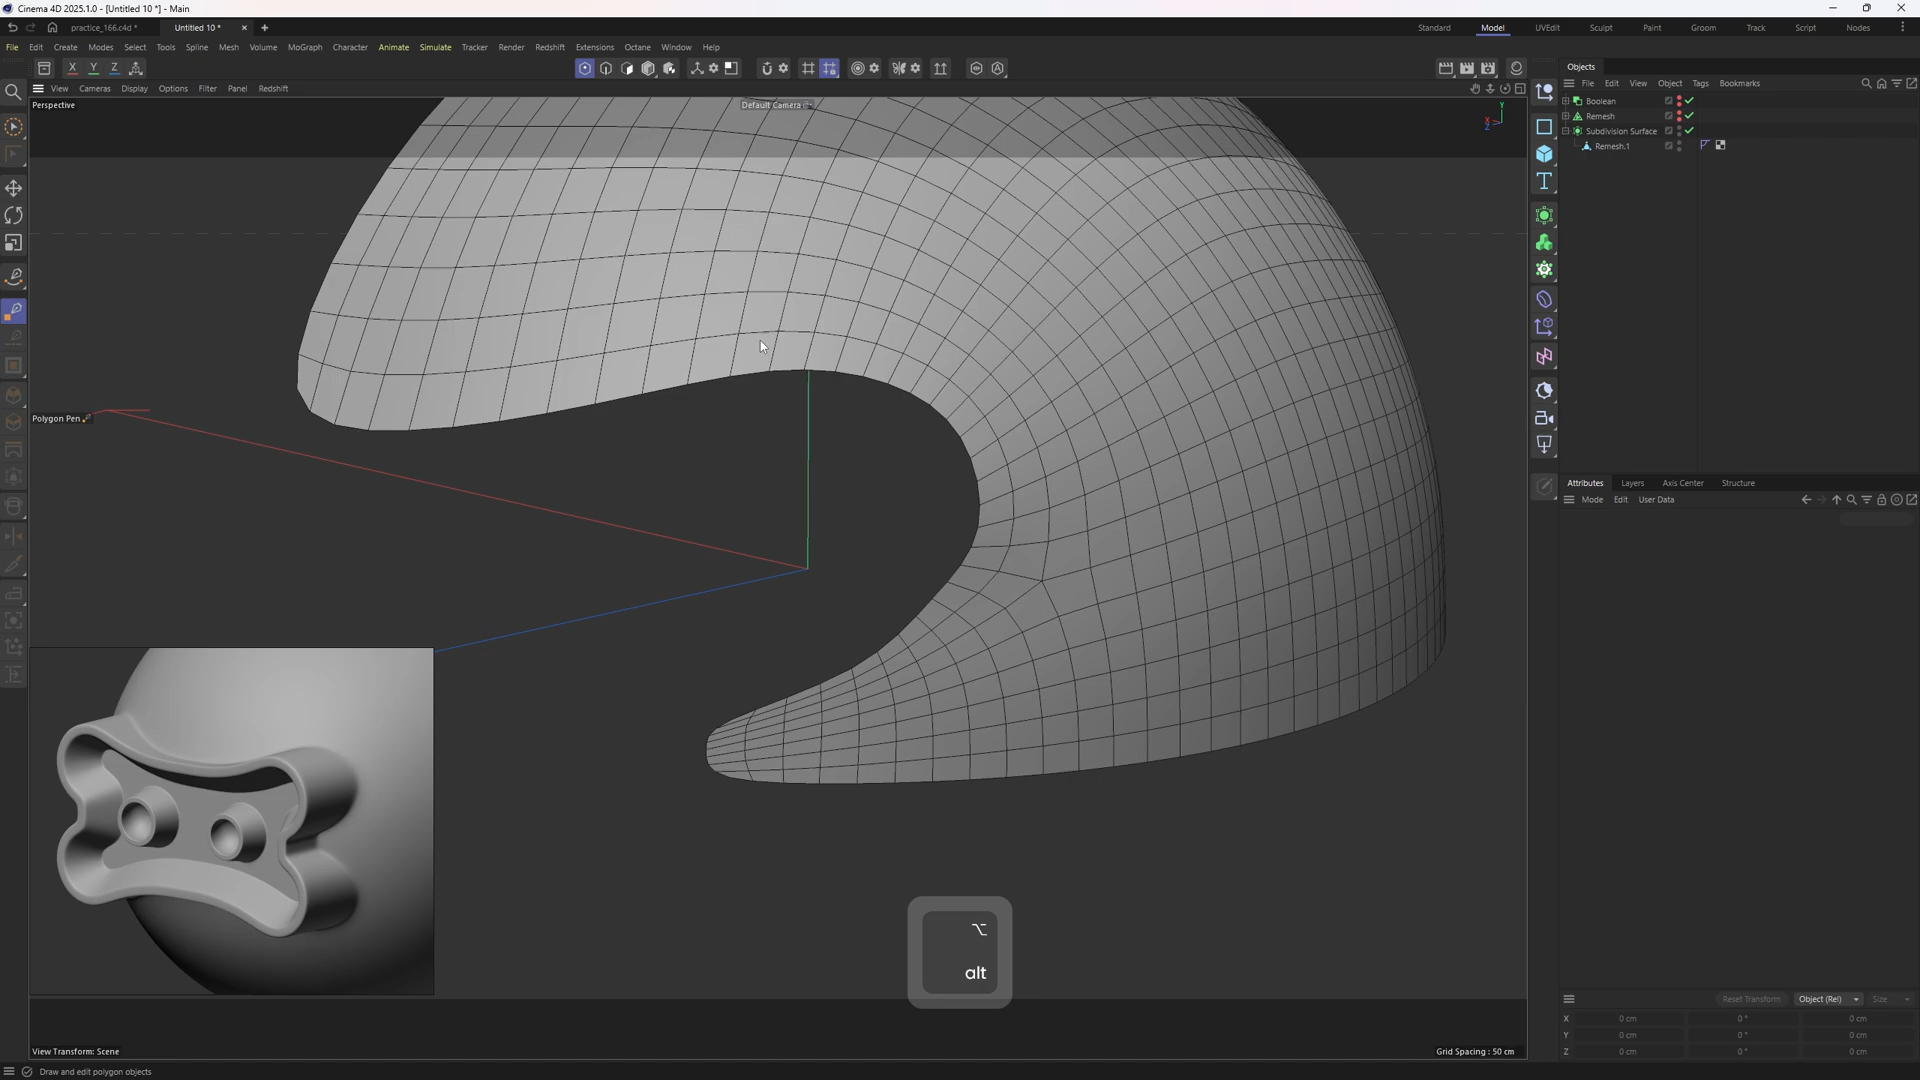 Cinema 4D 2025.1.0 - [Untitled 10 *] - Main
practice_166.c4d * Untitled 10 * Standard Model UVEdit Sculpt Paint Groom Track Script Nodes
File Edit Create Modes Select Tools Spline Mesh Volume MoGraph Character Animate Simulate Tracker Render Redshift Extensions Octane Window Help
X Y Z
Objects
View Cameras Display Options Filter Panel Redshift
File Edit View Object Tags Bookmarks
Perspective
Default Camera
Y
X
Z
Boolean
Remesh
Subdivision Surface
Remesh.1
Polygon Pen
Attributes Layers Axis Center Structure
Mode Edit User Data
alt
Reset Transform Object (Rel) Size
X 0 cm 0 ° 0 cm
Y 0 cm 0 ° 0 cm
Z 0 cm 0 ° 0 cm
View Transform: Scene
Grid Spacing : 50 cm
Draw and edit polygon objects